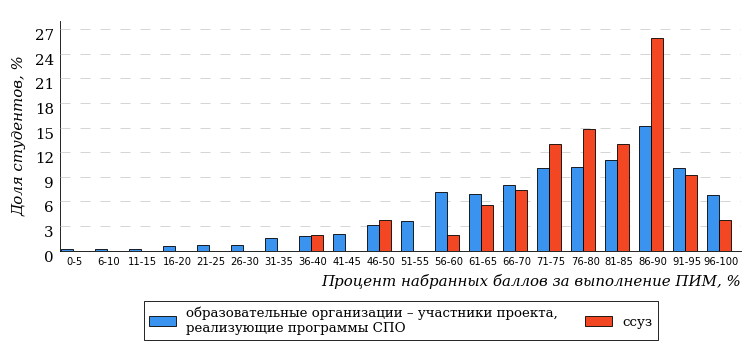 Доля студентов, %
27
24
21
18
15
12
9
6
3
0
0-5 6-10 11-15 16-20 21-25 26-30 31-35 36-40 41-45 46-50 51-55 56-60 61-65 66-70 71-75 76-80 81-85 86-90 91-95 96-100
Процент набранных баллов за выполнение ПИМ, %
образовательные организации – участники проекта,
реализующие программы СПО
ссуз